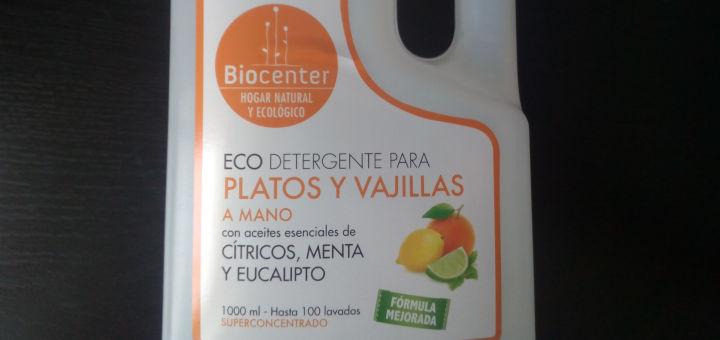 Biocenter
HOGAR NATURAL
Y ECOLÓGICO
ECO DETERGENTE PARA
PLATOS Y VAJILLAS
A MANO
con aceites esenciales de
CÍTRICOS, MENTA
Y EUCALIPTO
1000 ml - Hasta 100 lavados
SUPERCONCENTRADO
FÓRMULA
MEJORADA